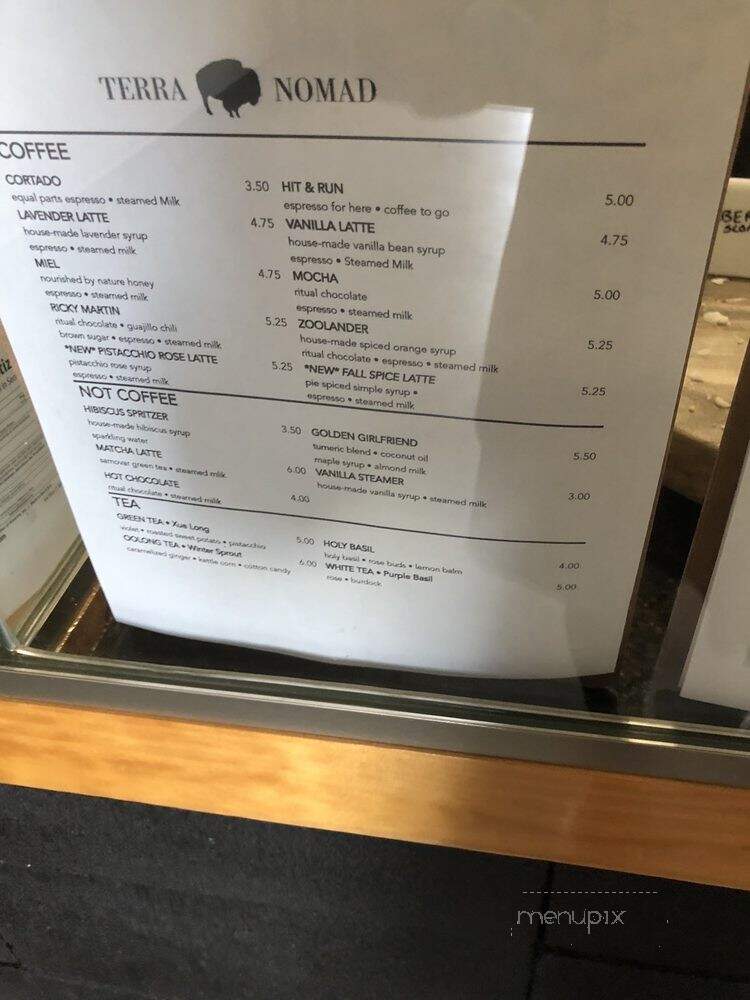 TERRA NOMAD
COFFEE
CORTADO 3.50
equal parts espresso • steamed Milk
LAVENDER LATTE 4.75
house-made lavender syrup
espresso • steamed milk
MIEL 4.75
nourished by nature honey
espresso • steamed milk
RICKY MARTIN 5.25
ritual chocolate • guajillo chili
brown sugar • espresso • steamed milk
*NEW* PISTACCHIO ROSE LATTE 5.25
pistacchio rose syrup
espresso • steamed milk
HIT & RUN 5.00
espresso for here • coffee to go
VANILLA LATTE 4.75
house-made vanilla bean syrup
espresso • Steamed Milk
MOCHA 5.00
ritual chocolate
espresso • steamed milk
ZOOLANDER 5.25
house-made spiced orange syrup
ritual chocolate • espresso • steamed milk
*NEW* FALL SPICE LATTE 5.25
pie spiced simple syrup •
espresso • steamed milk
NOT COFFEE
HIBISCUS SPRITZER 3.50
house-made hibiscus syrup
sparkling water
MATCHA LATTE 6.00
samovar green tea • steamed milk
HOT CHOCOLATE 4.00
ritual chocolate • steamed milk
GOLDEN GIRLFRIEND 5.50
tumeric blend • coconut oil
maple syrup • almond milk
VANILLA STEAMER 3.00
house-made vanilla syrup • steamed milk
TEA
GREEN TEA • Xue Long 5.00
violet • roasted sweet potato • pistacchio
OOLONG TEA • Winter Sprout 6.00
caramelized ginger • kettle corn • cotton candy
HOLY BASIL 4.00
holy basil • rose buds • lemon balm
WHITE TEA • Purple Basil 5.00
rose • burdock
menupix